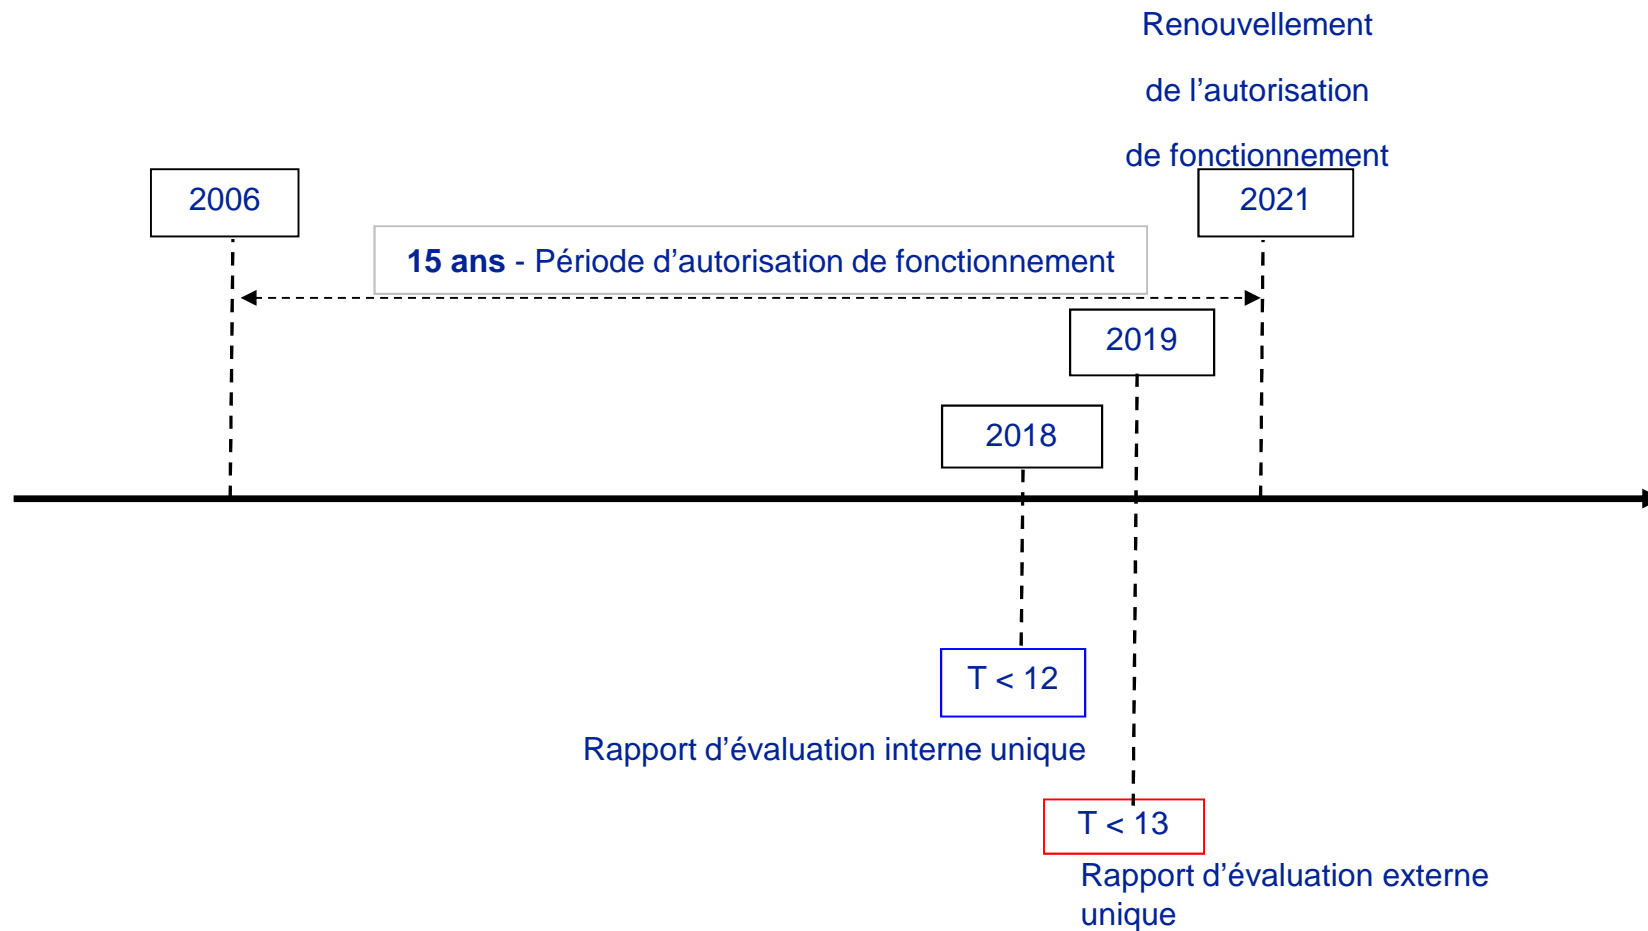 Renouvellement
de l’autorisation
de fonctionnement
2006
2021
15 ans - Période d’autorisation de fonctionnement
2019
2018
T < 12
Rapport d’évaluation interne unique
T < 13
Rapport d’évaluation externe
unique